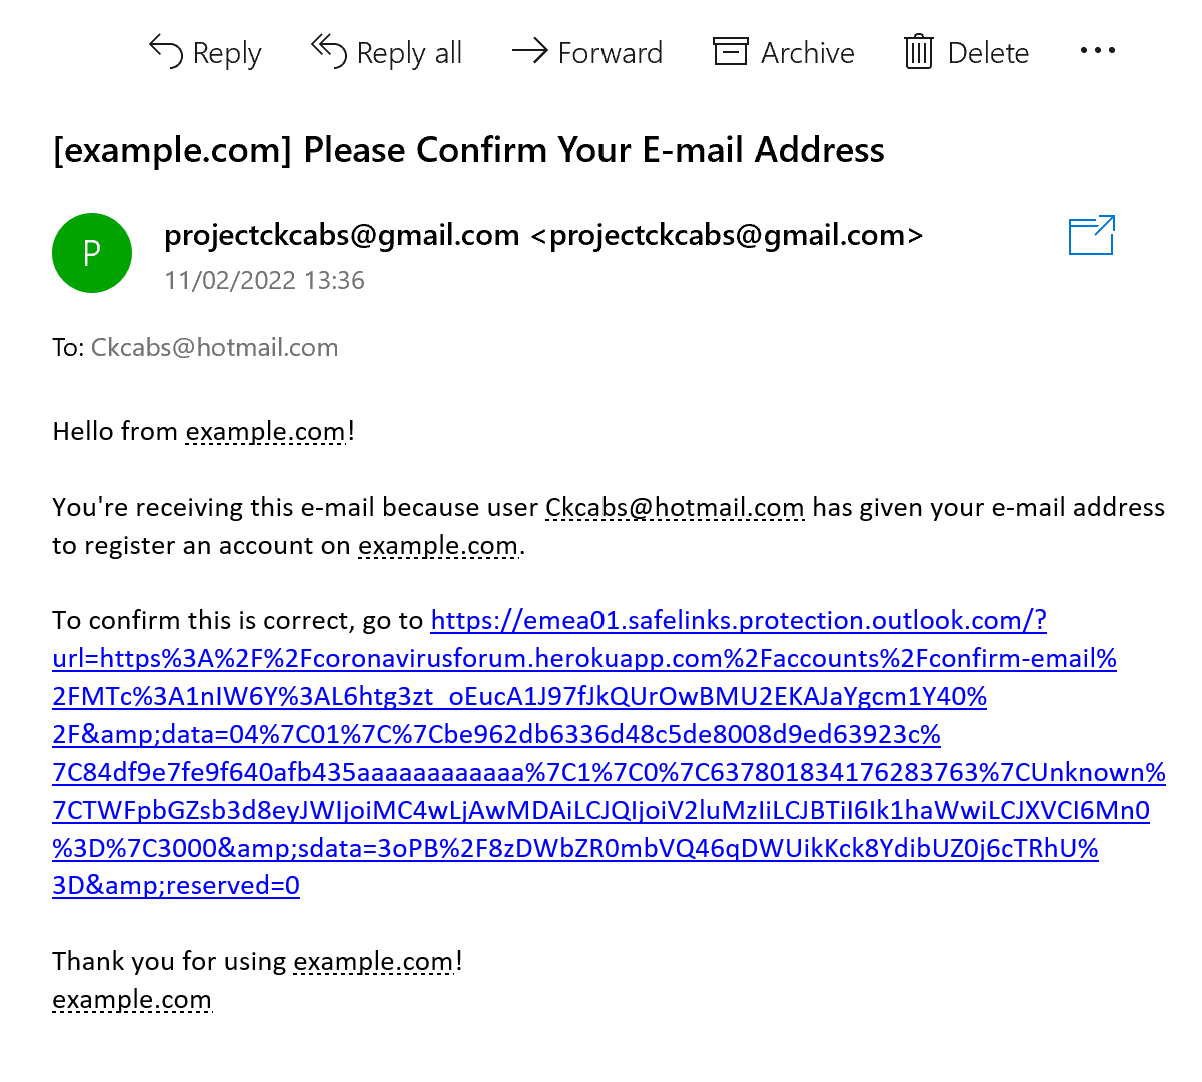 Reply Reply all Forward Archive Delete
[example.com] Please Confirm Your E-mail Address
P
projectckcabs@gmail.com <projectckcabs@gmail.com>
11/02/2022 13:36
To: Ckcabs@hotmail.com
Hello from example.com!
You're receiving this e-mail because user Ckcabs@hotmail.com has given your e-mail address
to register an account on example.com.
To confirm this is correct, go to https://emea01.safelinks.protection.outlook.com/?
url=https%3A%2F%2Fcoronavirusforum.herokuapp.com%2Faccounts%2Fconfirm-email%
2FMTc%3A1nIW6Y%3AL6htg3zt_oEucA1J97fJkQUrOwBMU2EKAJaYgcm1Y40%
2F&amp;data=04%7C01%7C%7Cbe962db6336d48c5de8008d9ed63923c%
7C84df9e7fe9f640afb435aaaaaaaaaaaa%7C1%7C0%7C637801834176283763%7CUnknown%
7CTWFpbGZsb3d8eyJWIjoiMC4wLjAwMDAiLCJQIjoiV2luMzIiLCJBTiI6Ik1haWwiLCJXVCI6Mn0
%3D%7C3000&amp;sdata=3oPB%2F8zDWbZR0mbVQ46qDWUikKck8YdibUZ0j6cTRhU%
3D&amp;reserved=0
Thank you for using example.com!
example.com